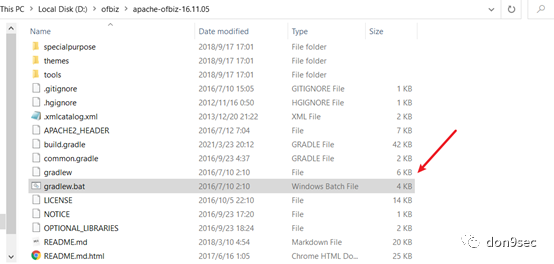 This PC > Local Disk (D:) > ofbiz > apache-ofbiz-16.11.05
Name Date modified Type Size
specialpurpose 2018/9/17 17:01 File folder
themes 2018/9/17 17:01 File folder
tools 2018/9/17 17:01 File folder
.gitignore 2016/7/10 15:05 GITIGNORE File 1 KB
.hgignore 2012/11/16 0:50 HGIGNORE File 1 KB
.xmlcatalog.xml 2013/12/20 21:22 XML File 2 KB
APACHE2_HEADER 2016/7/12 7:04 File 7 KB
build.gradle 2021/3/23 20:12 GRADLE File 42 KB
common.gradle 2016/9/23 4:37 GRADLE File 2 KB
gradlew 2016/7/10 2:10 File 6 KB
gradlew.bat 2016/7/10 2:10 Windows Batch File 4 KB
LICENSE 2016/10/5 22:10 File 14 KB
NOTICE 2016/9/23 17:20 File 1 KB
OPTIONAL_LIBRARIES 2016/9/23 18:24 File 2 KB
README.md 2018/3/10 4:54 Markdown File 20 KB
README.md.html 2017/11/6 15:05 Chrome HTML Do... 25 KB
don9sec